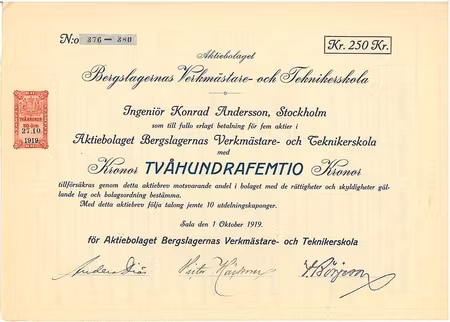 N:o 376 — 380
Kr. 250 Kr.
Aktiebolaget
Bergslagernas Verkmästare- och Teknikerskola
Ingeniör Konrad Andersson, Stockholm
som till fullo erlagt betalning för fem aktier i
Aktiebolaget Bergslagernas Verkmästare- och Teknikerskola
med
Kronor TVÅHUNDRAFEMTIO Kronor
tillförsäkras genom detta aktiebrev motsvarande andel i bolaget med de rättigheter och skyldigheter gäl-
lande lag och bolagsordning bestämma.
Med detta aktiebrev följa talong jemte 10 utdelningskuponger.
Sala den 1 Oktober 1919.
för Aktiebolaget Bergslagernas Verkmästare- och Teknikerskola
27.10
1919